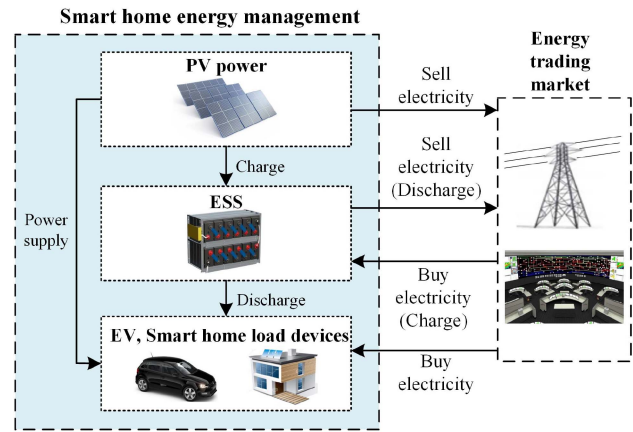 Smart home energy management
Energy
trading
market
PV power
Sell
electricity
Charge
Sell
electricity
(Discharge)
ESS
Power
supply
Buy
electricity
(Charge)
Discharge
EV, Smart home load devices
Buy
electricity